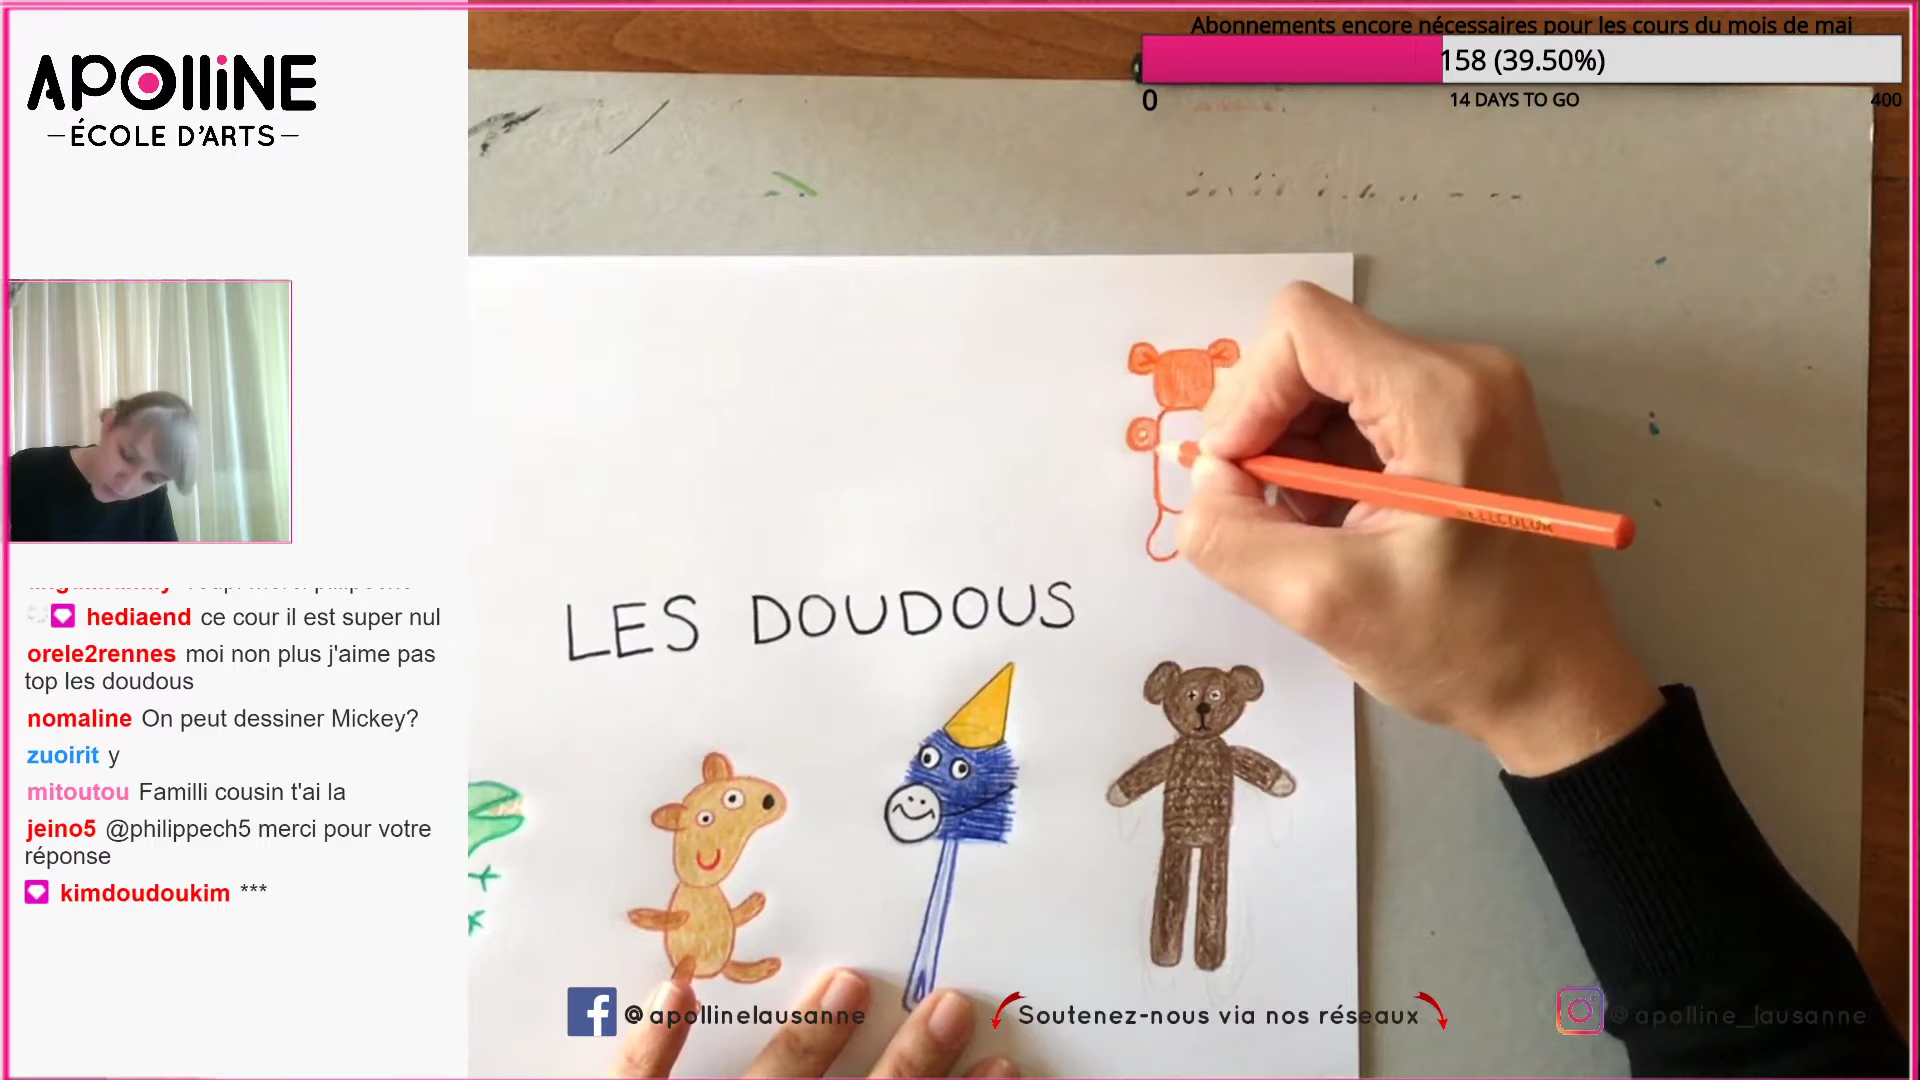 APOLLINE
ÉCOLE D'ARTS
Abonnements encore nécessaires pour les cours du mois de mai
158 (39.50%)
0
14 DAYS TO GO
400
hediaend ce cour il est super nul
orele2rennes moi non plus j'aime pas
top les doudous
nomaline On peut dessiner Mickey?
zuoirit y
mitoutou Familli cousin t'ai la
jeino5 @philippech5 merci pour votre
réponse
kimdoudoukim ***
LES DOUDOUS
@apollinelausanne
Soutenez-nous via nos réseaux
@apolline_lausanne